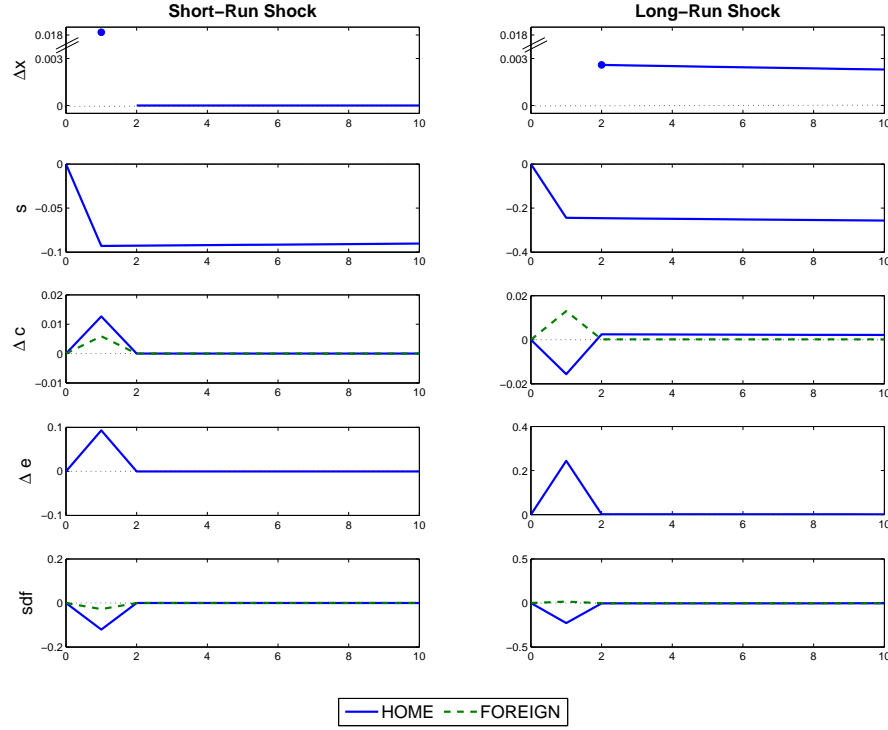 Short−Run Shock
Long−Run Shock
Δx
0.018
0.003
0
0 2 4 6 8 10
0.018
0.003
0
0 2 4 6 8 10
s
0
−0.05
−0.1
0 2 4 6 8 10
0
−0.2
−0.4
0 2 4 6 8 10
Δ c
0.02
0.01
0
−0.01
0 2 4 6 8 10
0.02
0
−0.02
0 2 4 6 8 10
Δ e
0.1
0
−0.1
0 2 4 6 8 10
0.4
0.2
0
0 2 4 6 8 10
sdf
0.2
0
−0.2
0 2 4 6 8 10
0.5
0
−0.5
0 2 4 6 8 10
HOME FOREIGN